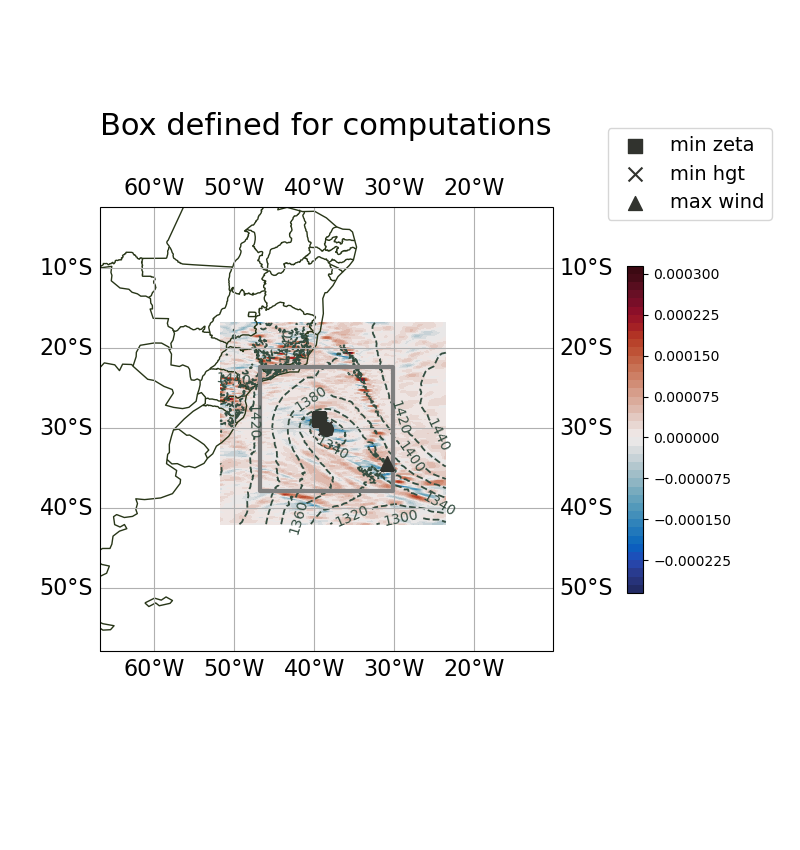 Box defined for computations
min zeta
min hgt
max wind
60°W 50°W 40°W 30°W 20°W
10°S 10°S
20°S 20°S
30°S 30°S
40°S 40°S
50°S 50°S
60°W 50°W 40°W 30°W 20°W
0.000300
0.000225
0.000150
0.000075
0.000000
−0.000075
−0.000150
−0.000225
1380
1420
1420
1440
1340
1400
1340
1360
1320
1300